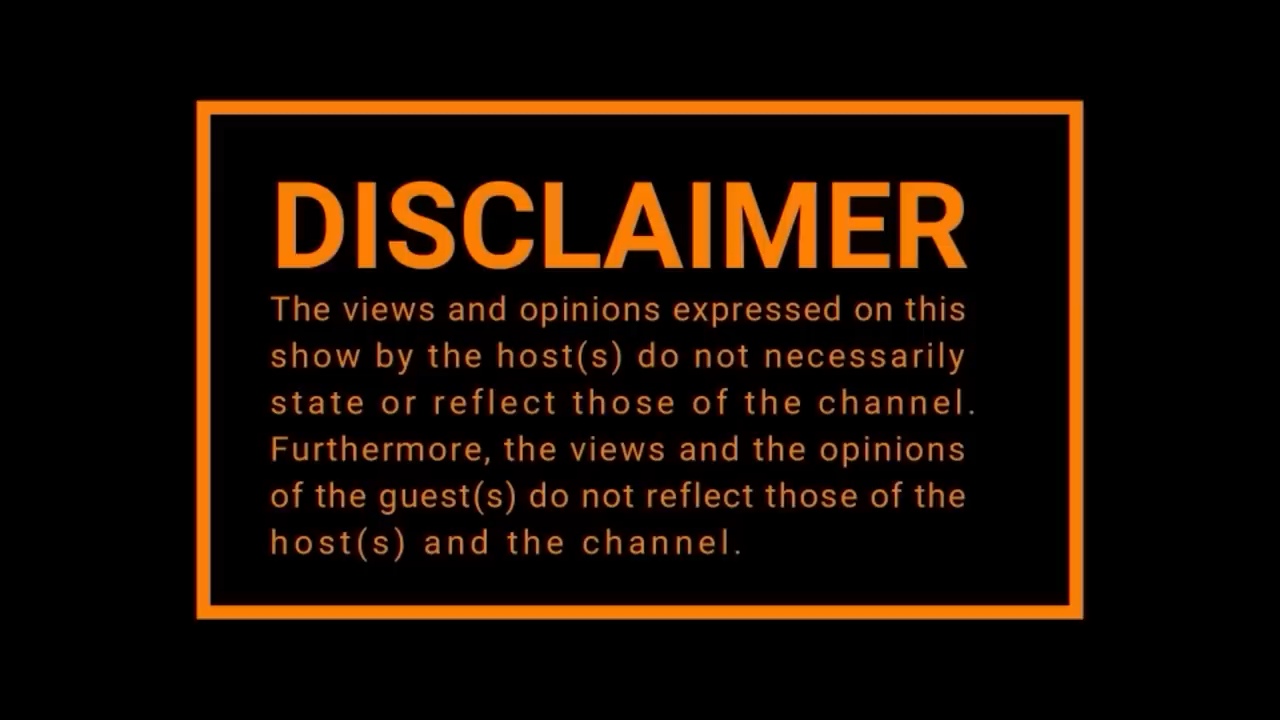 DISCLAIMER
The views and opinions expressed on this
show by the host(s) do not necessarily
state or reflect those of the channel.
Furthermore, the views and the opinions
of the guest(s) do not reflect those of the
host(s) and the channel.